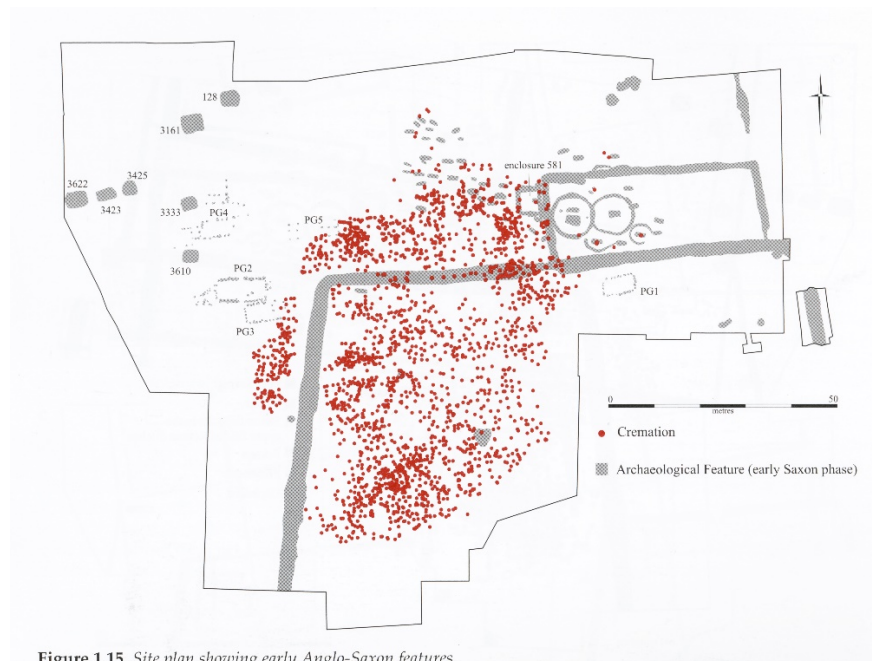 128
3161
enclosure 581
3622
3425
3423
3333
PG4
PG5
3610
PG2
PG1
PG3
0
50
metres
Cremation
Archaeological Feature (early Saxon phase)
Figure 1.15 Site plan showing early Anglo-Saxon features